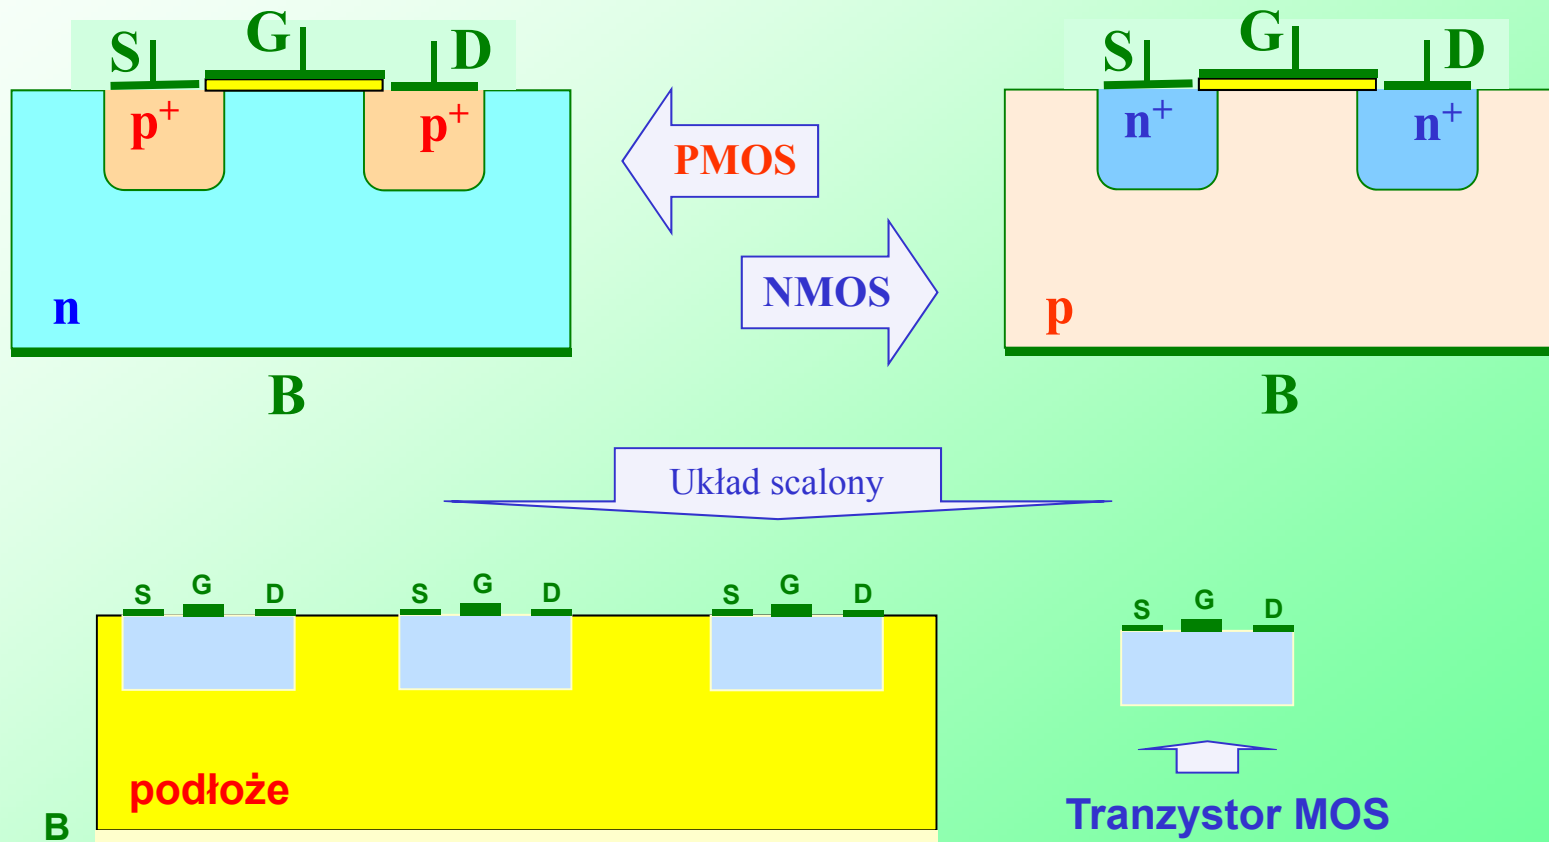 S G D
p+ p+
n
B
PMOS
NMOS
S G D
n+ n+
p
B
Układ scalony
S G D S G D S G D
podłoże
B
S G D
Tranzystor MOS